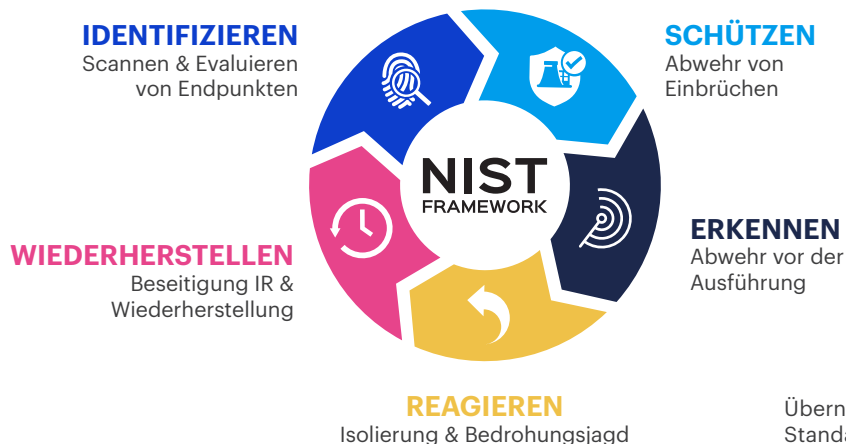 IDENTIFIZIEREN
Scannen & Evaluieren
von Endpunkten
SCHÜTZEN
Abwehr von
Einbrüchen
NIST
FRAMEWORK
ERKENNEN
Abwehr vor der
Ausführung
WIEDERHERSTELLEN
Beseitigung IR &
Wiederherstellung
REAGIEREN
Isolierung & Bedrohungsjagd